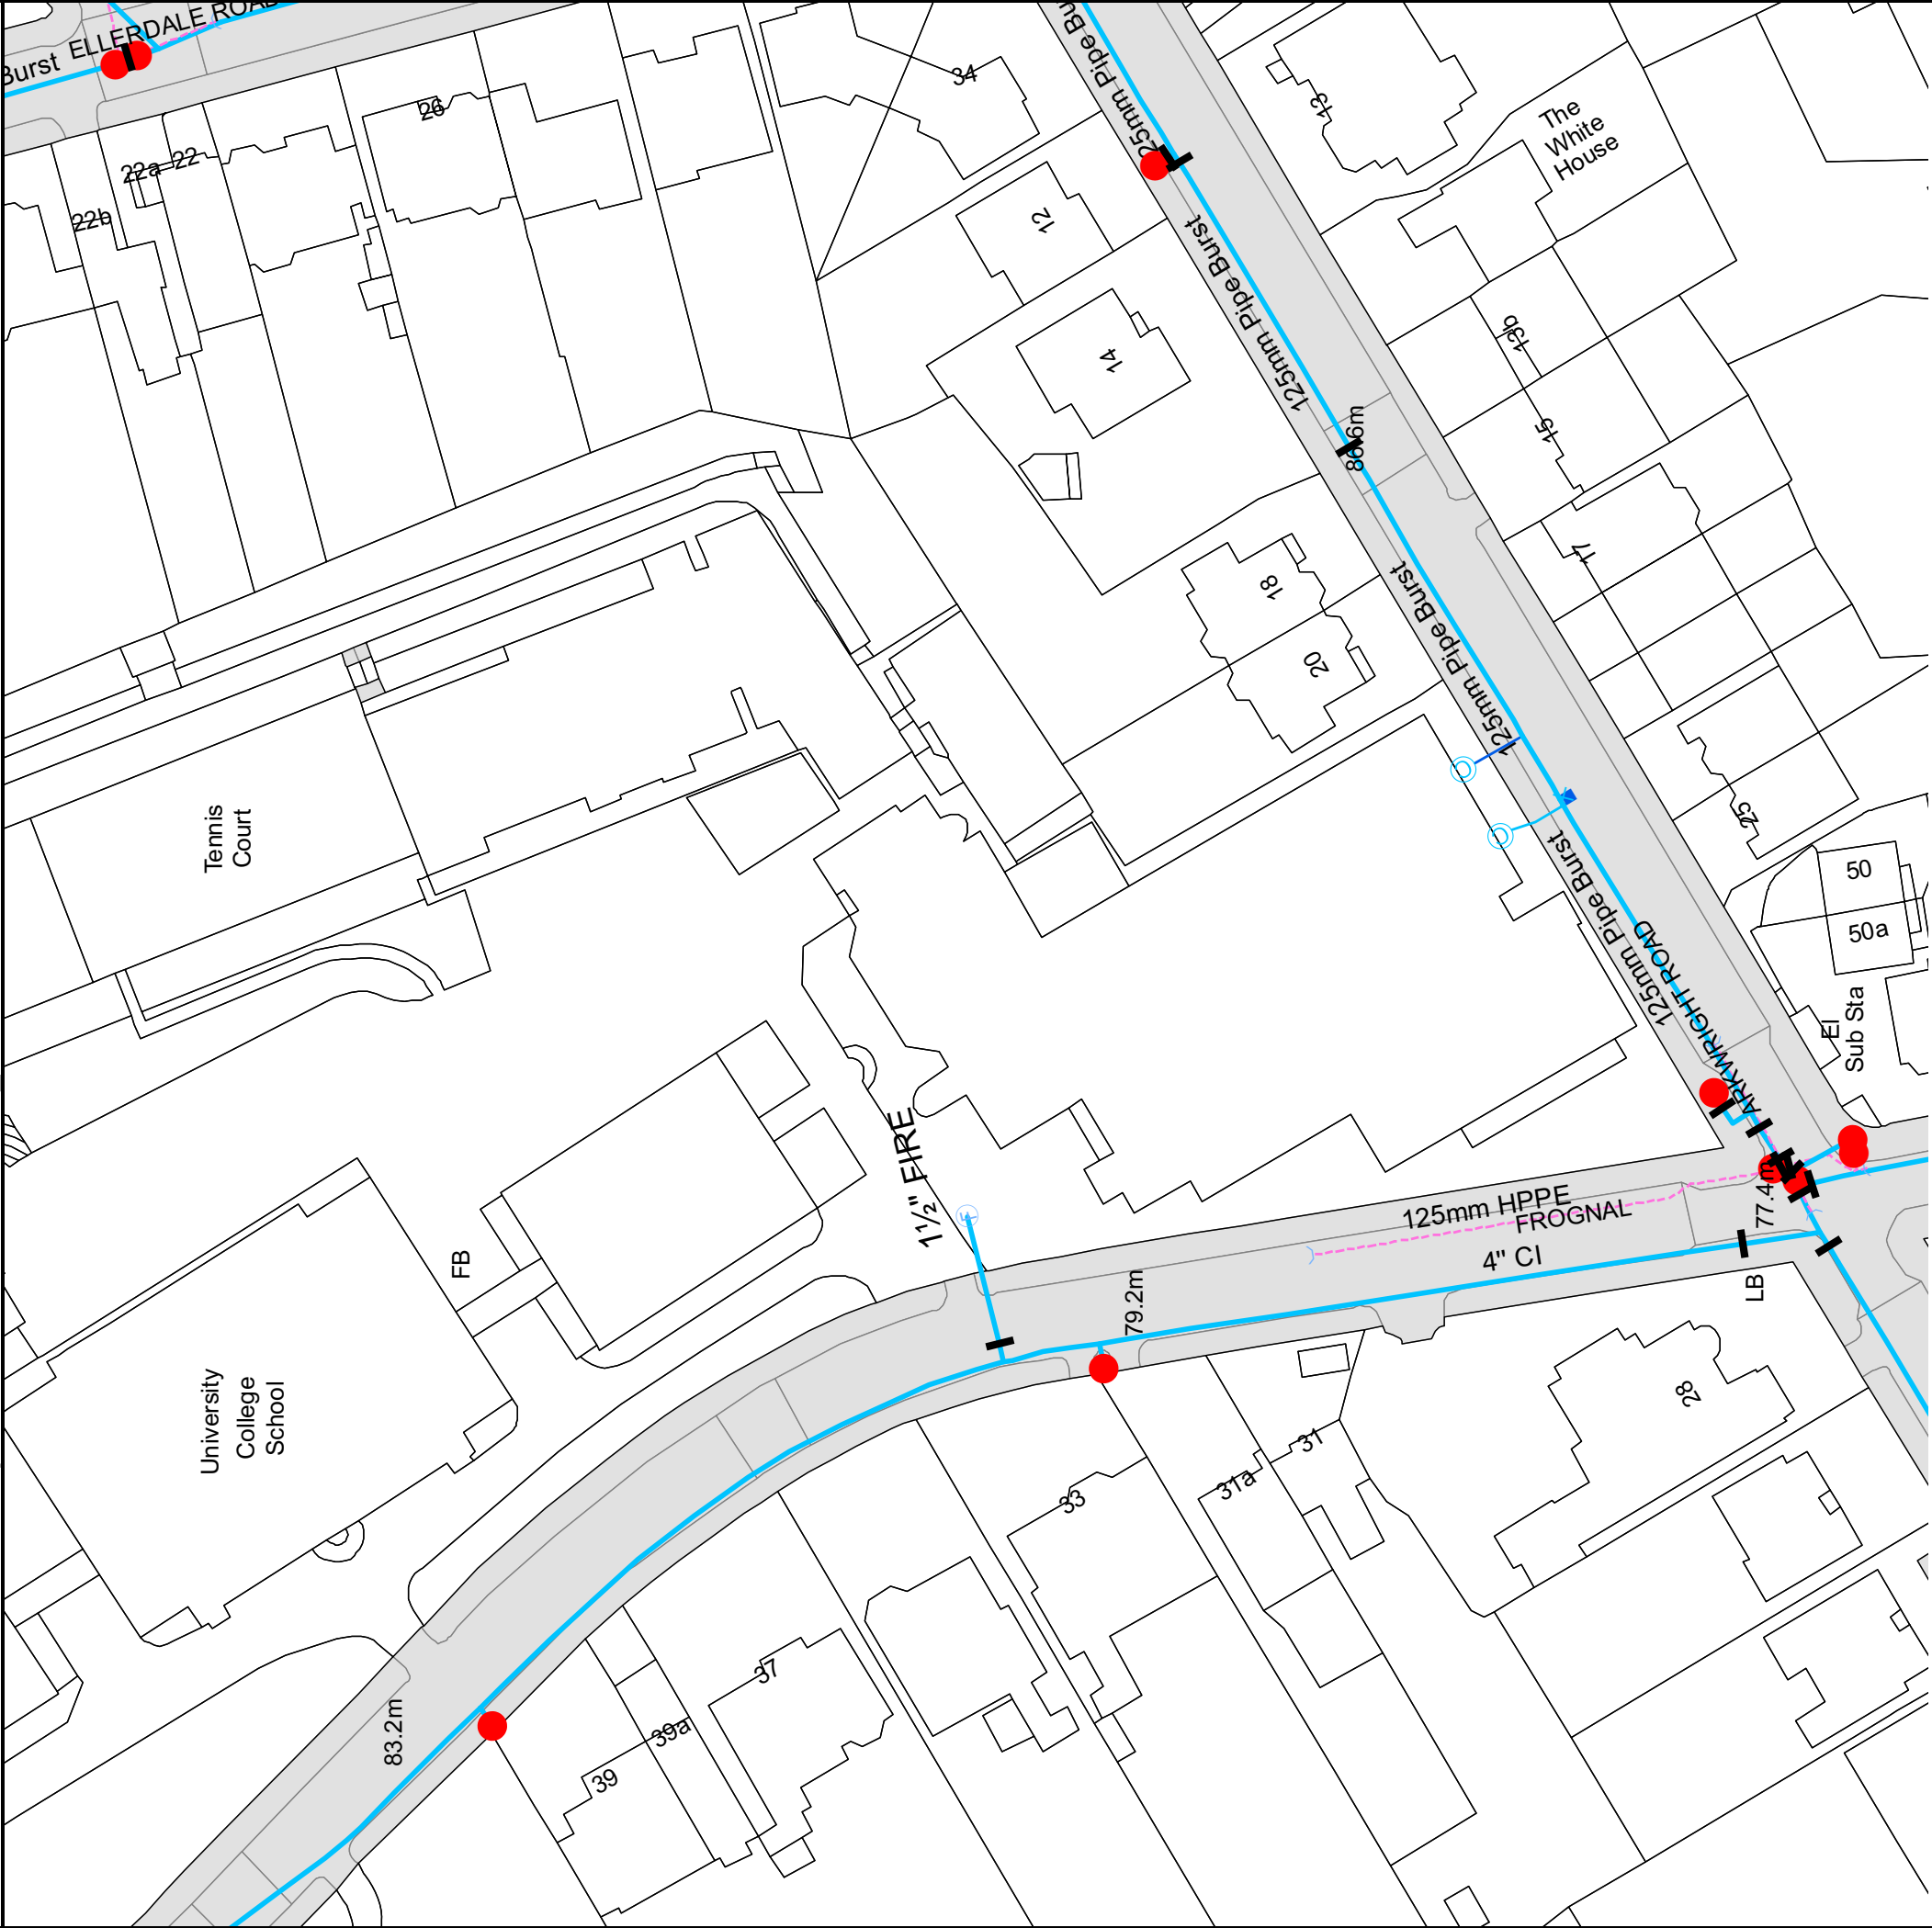 ELLERDALE ROAD
Burst
26
22a
22
22b
34
12
14
13
The
White
House
13b
15
17
18
20
25
50
50a
El
Sub Sta
125mm Pipe Burst
125mm Pipe Burst
86.6m
125mm Pipe Burst
125mm Pipe Burst
ARKWRIGHT ROAD
Tennis
Court
1½" FIRE
F
FB
University
College
School
125mm HPPE
FROGNAL
4" CI
77.4m
79.2m
LB
28
31
31a
33
37
39a
39
83.2m